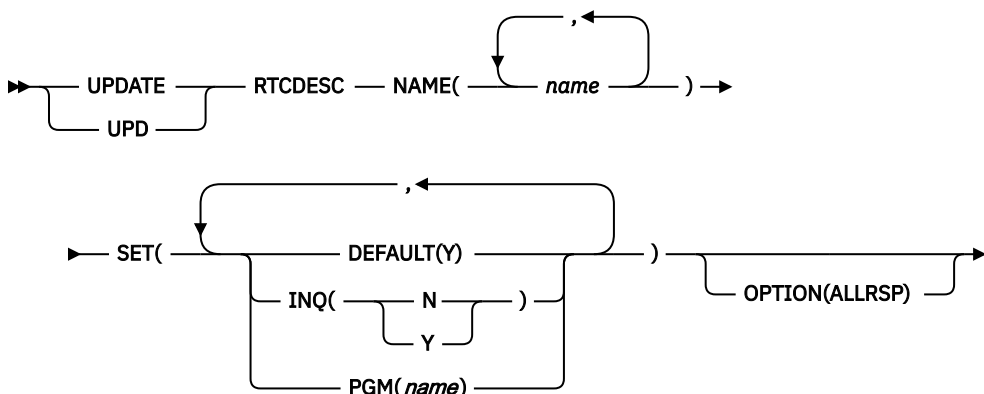 ,
UPDATE RTCDESC NAME( name )
UPD
,
SET( DEFAULT(Y) )
INQ( N ) OPTION(ALLRSP)
Y
PGM(name)